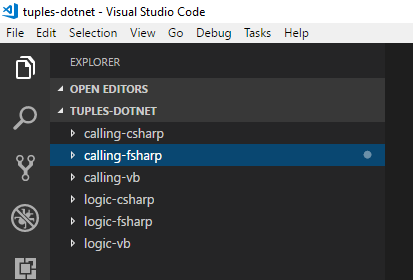 tuples-dotnet - Visual Studio Code
File Edit Selection View Go Debug Tasks Help
EXPLORER
OPEN EDITORS
TUPLES-DOTNET
calling-csharp
calling-fsharp
calling-vb
logic-csharp
logic-fsharp
logic-vb